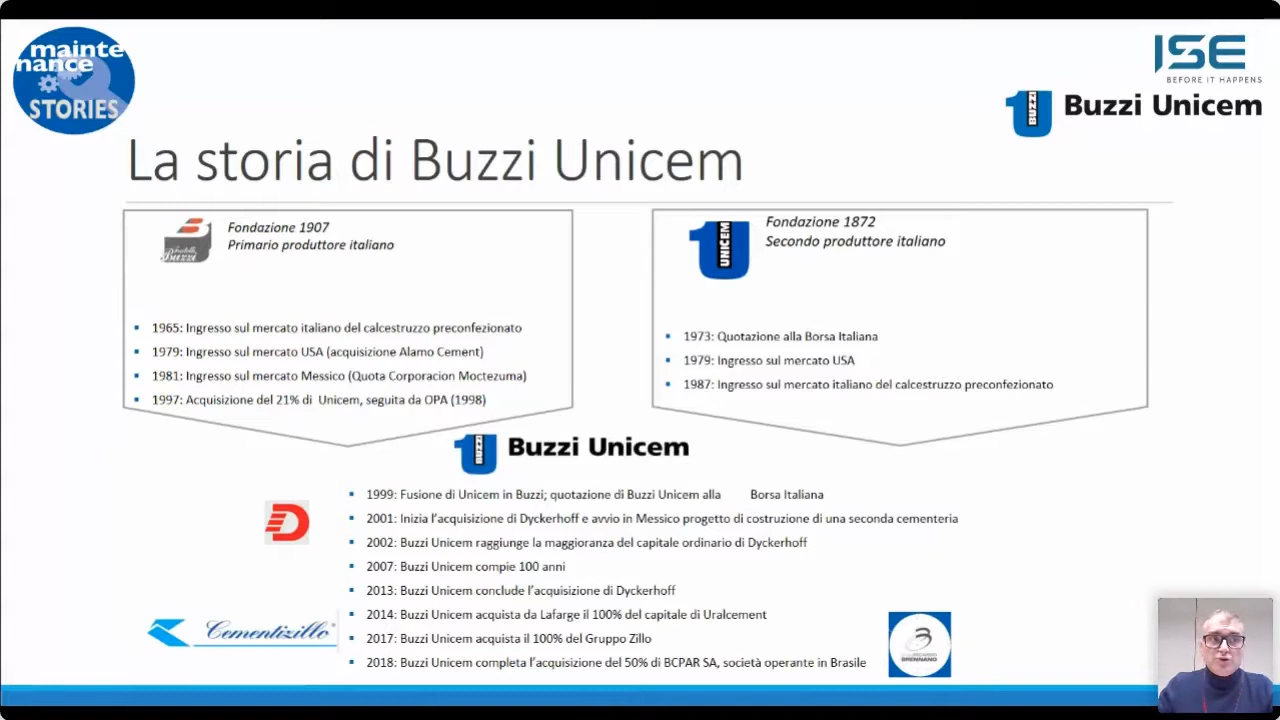 mainte
nance
STORIES
ISE
BEFORE IT HAPPENS
BUZZI
Buzzi Unicem
La storia di Buzzi Unicem
fratelli
Buzzi
Fondazione 1907
Primario produttore italiano
1965: Ingresso sul mercato italiano del calcestruzzo preconfezionato
1979: Ingresso sul mercato USA (acquisizione Alamo Cement)
1981: Ingresso sul mercato Messico (Quota Corporacion Moctezuma)
1997: Acquisizione del 21% di Unicem, seguita da OPA (1998)
UNICEM
Fondazione 1872
Secondo produttore italiano
1973: Quotazione alla Borsa Italiana
1979: Ingresso sul mercato USA
1987: Ingresso sul mercato italiano del calcestruzzo preconfezionato
BUZZI
Buzzi Unicem
1999: Fusione di Unicem in Buzzi; quotazione di Buzzi Unicem alla Borsa Italiana
2001: Inizia l'acquisizione di Dyckerhoff e avvio in Messico progetto di costruzione di una seconda cementeria
2002: Buzzi Unicem raggiunge la maggioranza del capitale ordinario di Dyckerhoff
2007: Buzzi Unicem compie 100 anni
2013: Buzzi Unicem conclude l'acquisizione di Dyckerhoff
2014: Buzzi Unicem acquista da Lafarge il 100% del capitale di Uralcement
2017: Buzzi Unicem acquista il 100% del Gruppo Zillo
2018: Buzzi Unicem completa l'acquisizione del 50% di BCPAR SA, società operante in Brasile
Cementizillo
BRENNAND